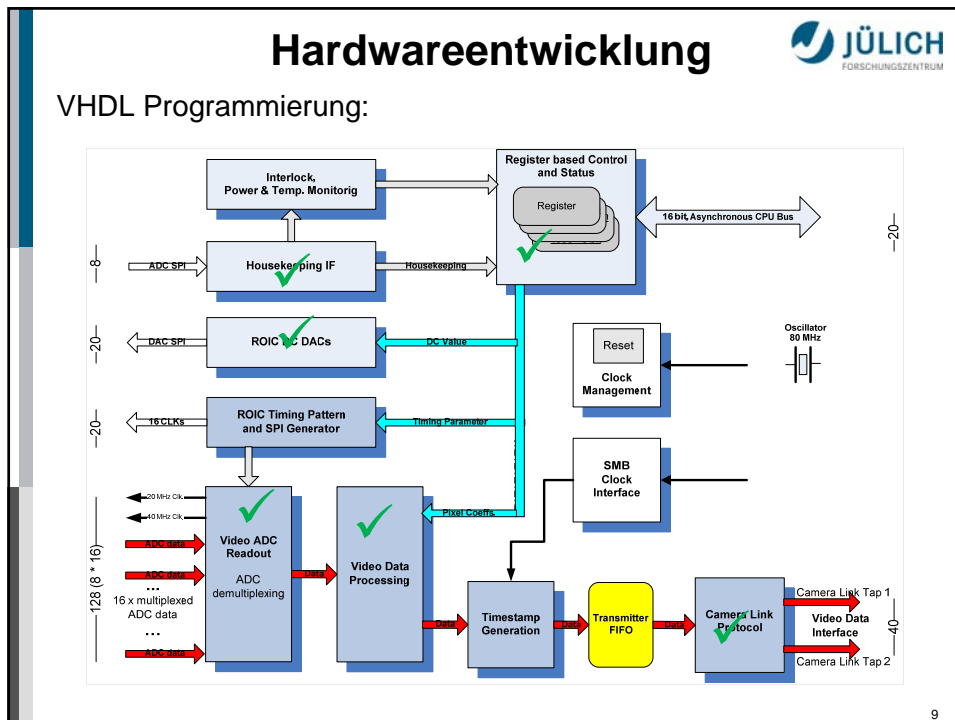 Hardwareentwicklung
JÜLICH
FORSCHUNGSZENTRUM
VHDL Programmierung:
Interlock,
Power & Temp. Monitorig
Register based Control
and Status
Register
16 bit, Asynchronous CPU Bus
20
8
ADC SPI
Housekeeping IF
Housekeeping
20
DAC SPI
ROIC DC DACs
DC Value
Reset
Clock
Management
Oscillator
80 MHz
20
16 CLKs
ROIC Timing Pattern
and SPI Generator
Timing Parameter
SMB
Clock
Interface
128 (8 * 16)
20 MHz Clk.
40 MHz Clk.
Pixel Coeffs.
ADC data
ADC data
...
16 x multiplexed
ADC data
...
ADC data
Video ADC
Readout
ADC
demultiplexing
Data
Video Data
Processing
Data
Timestamp
Generation
Data
Transmitter
FIFO
Data
Camera Link
Protocol
Camera Link Tap 1
Video Data
Interface
Camera Link Tap 2
40
9